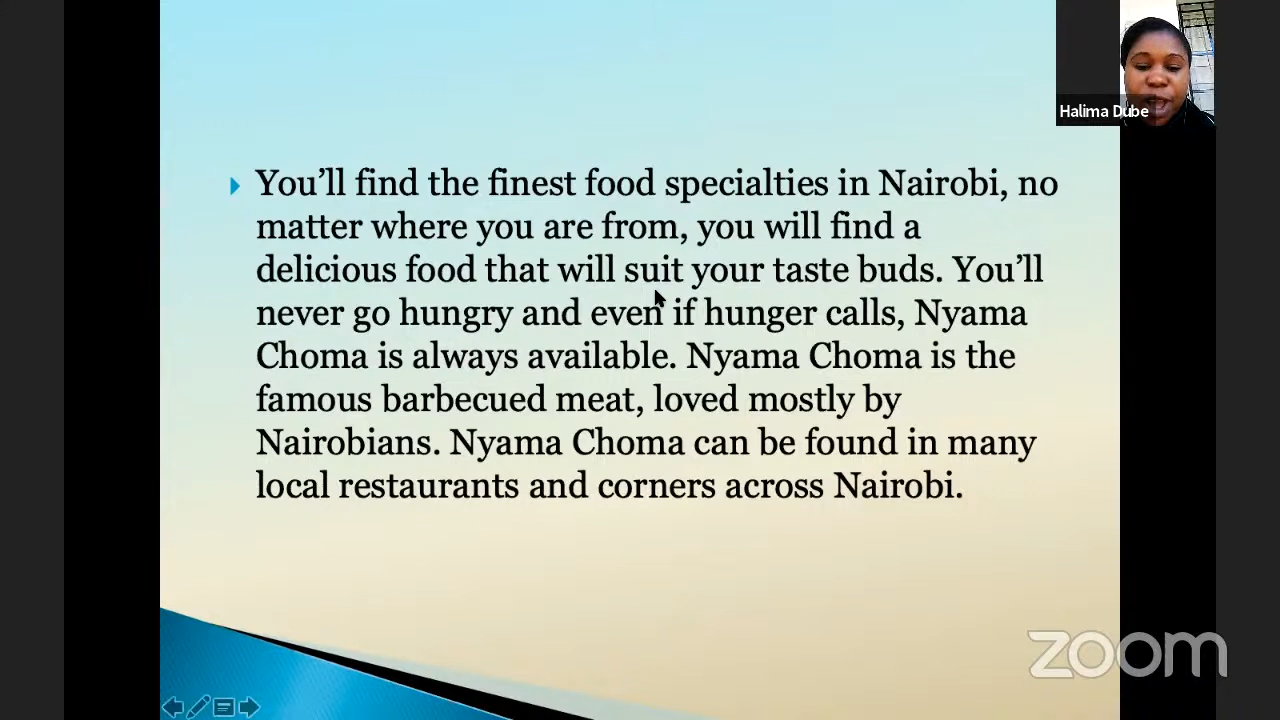 Halima Dube
You’ll find the finest food specialties in Nairobi, no
matter where you are from, you will find a
delicious food that will suit your taste buds. You’ll
never go hungry and even if hunger calls, Nyama
Choma is always available. Nyama Choma is the
famous barbecued meat, loved mostly by
Nairobians. Nyama Choma can be found in many
local restaurants and corners across Nairobi.
zoom